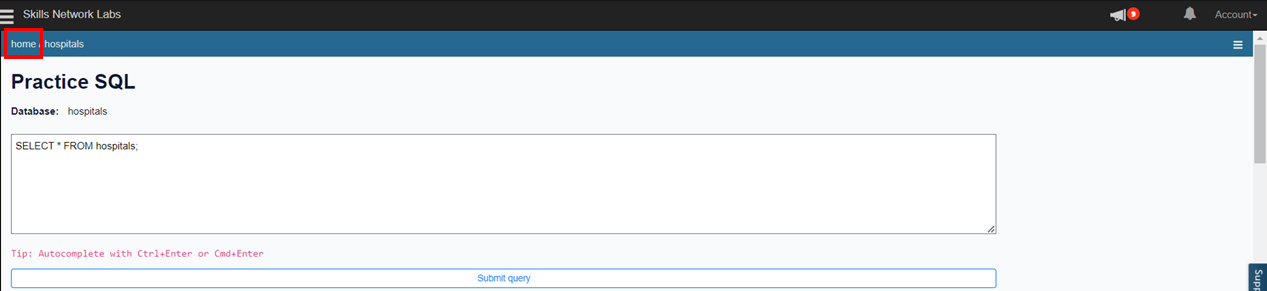 Skills Network Labs
9
Account
home / hospitals
Practice SQL
Database: hospitals
SELECT * FROM hospitals;
Tip: Autocomplete with Ctrl+Enter or Cmd+Enter
Submit query